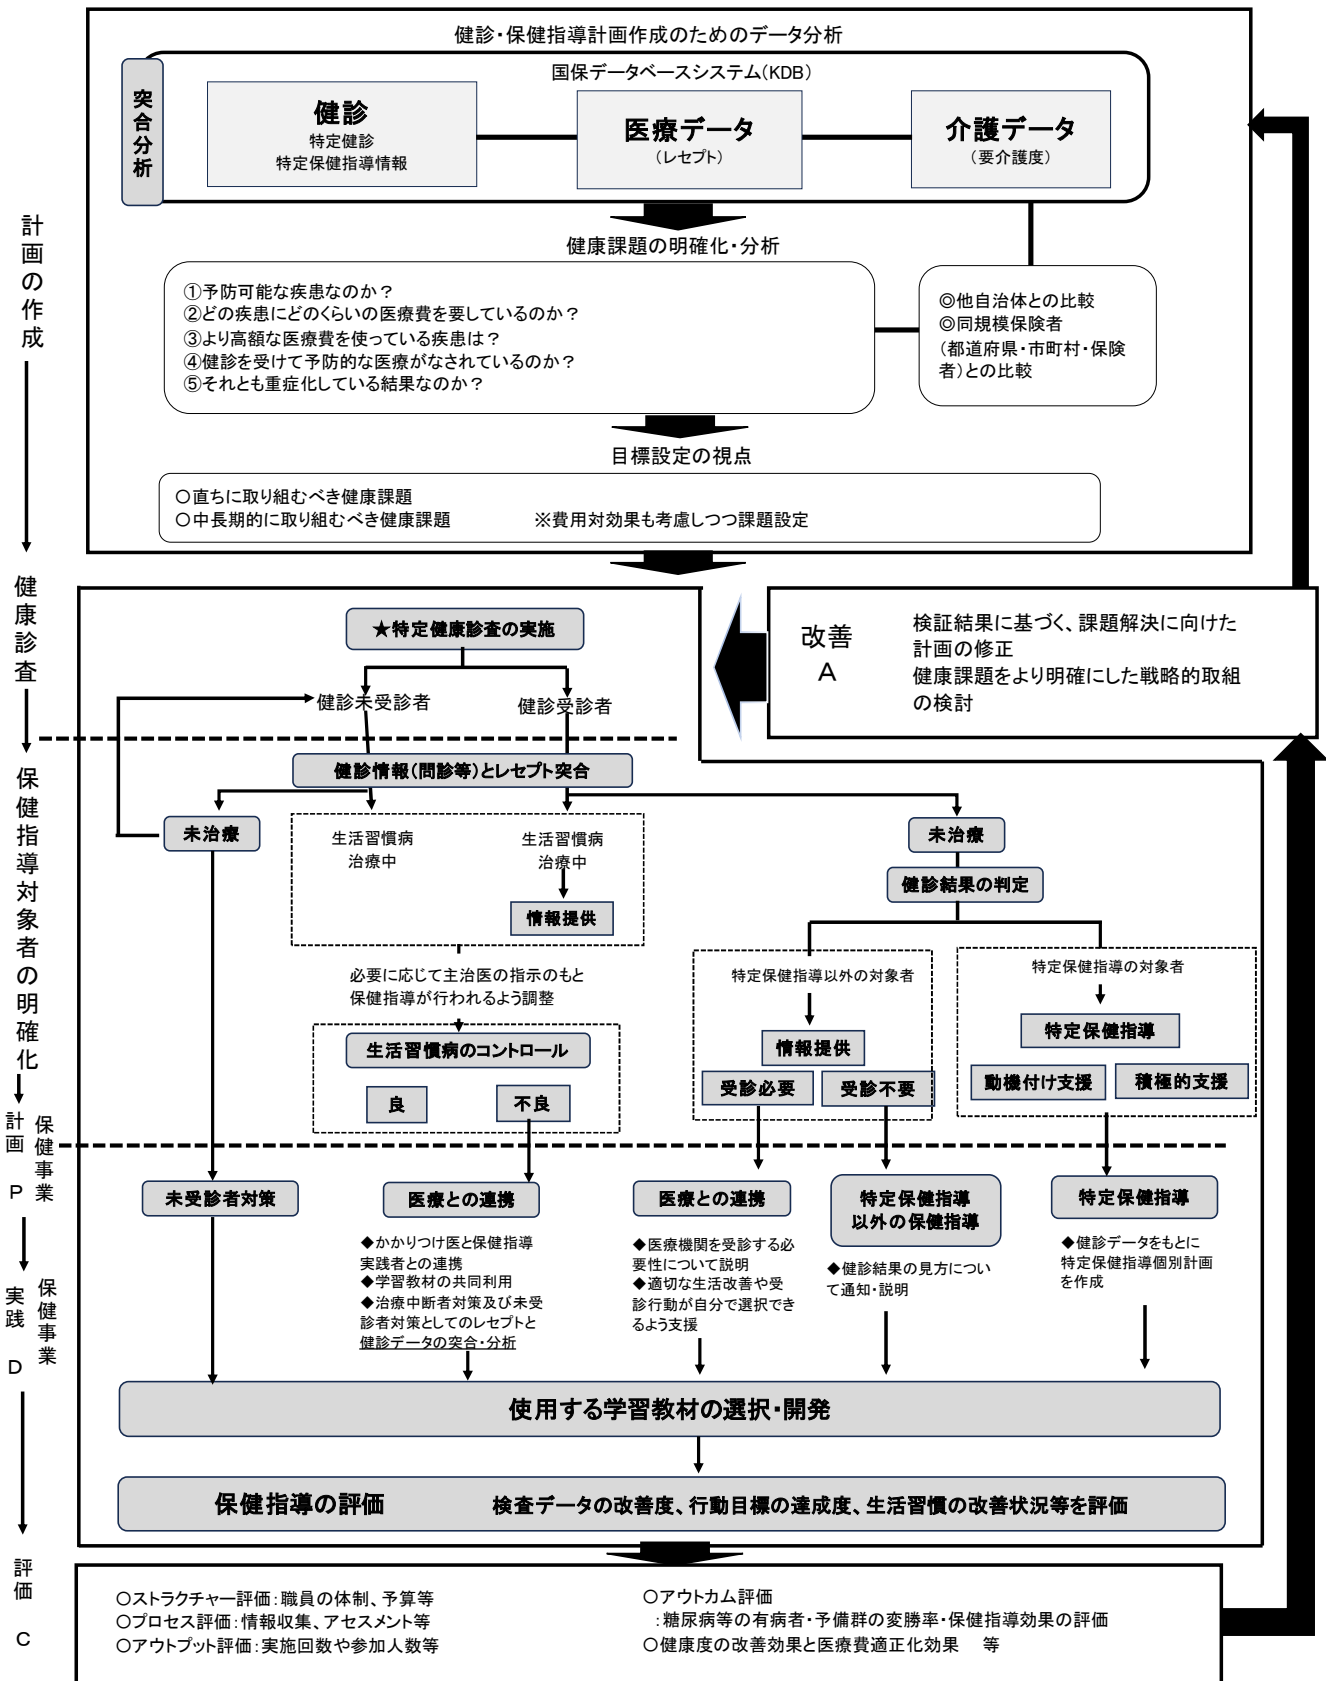 健診・保健指導計画作成のためのデータ分析
国保データベースシステム(KDB)
突合分析
健診
特定健診
特定保健指導情報
医療データ
(レセプト)
介護データ
(要介護度)
計画の作成
健康課題の明確化・分析
①予防可能な疾患なのか？
②どの疾患にどのくらいの医療費を要しているのか？
③より高額な医療費を使っている疾患は？
④健診を受けて予防的な医療がなされているのか？
⑤それとも重症化している結果なのか？
◎他自治体との比較
◎同規模保険者
(都道府県・市町村・保険
者)との比較
目標設定の視点
○直ちに取り組むべき健康課題
○中長期的に取り組むべき健康課題　　　※費用対効果も考慮しつつ課題設定
健康診査
★特定健康診査の実施
健診未受診者
健診受診者
改善
A
検証結果に基づく、課題解決に向けた
計画の修正
健康課題をより明確にした戦略的取組
の検討
保健指導対象者の明確化
健診情報(問診等)とレセプト突合
未治療
生活習慣病
治療中
生活習慣病
治療中
情報提供
未治療
健診結果の判定
必要に応じて主治医の指示のもと
保健指導が行われるよう調整
特定保健指導以外の対象者
特定保健指導の対象者
生活習慣病のコントロール
良
不良
情報提供
受診必要
受診不要
特定保健指導
動機付け支援
積極的支援
計画 P
保健事業
未受診者対策
医療との連携
医療との連携
特定保健指導
以外の保健指導
特定保健指導
実践 D
保健事業
◆かかりつけ医と保健指導
実践者との連携
◆学習教材の共同利用
◆治療中断者対策及び未受
診者対策としてのレセプトと
健診データの突合・分析
◆医療機関を受診する必
要性について説明
◆適切な生活改善や受
診行動が自分で選択でき
るよう支援
◆健診結果の見方につい
て通知・説明
◆健診データをもとに
特定保健指導個別計画
を作成
使用する学習教材の選択・開発
保健指導の評価　　検査データの改善度、行動目標の達成度、生活習慣の改善状況等を評価
評価 C
○ストラクチャー評価：職員の体制、予算等
○プロセス評価：情報収集、アセスメント等
○アウトプット評価：実施回数や参加人数等
○アウトカム評価
：糖尿病等の有病者・予備群の変勝率・保健指導効果の評価
○健康度の改善効果と医療費適正化効果　等